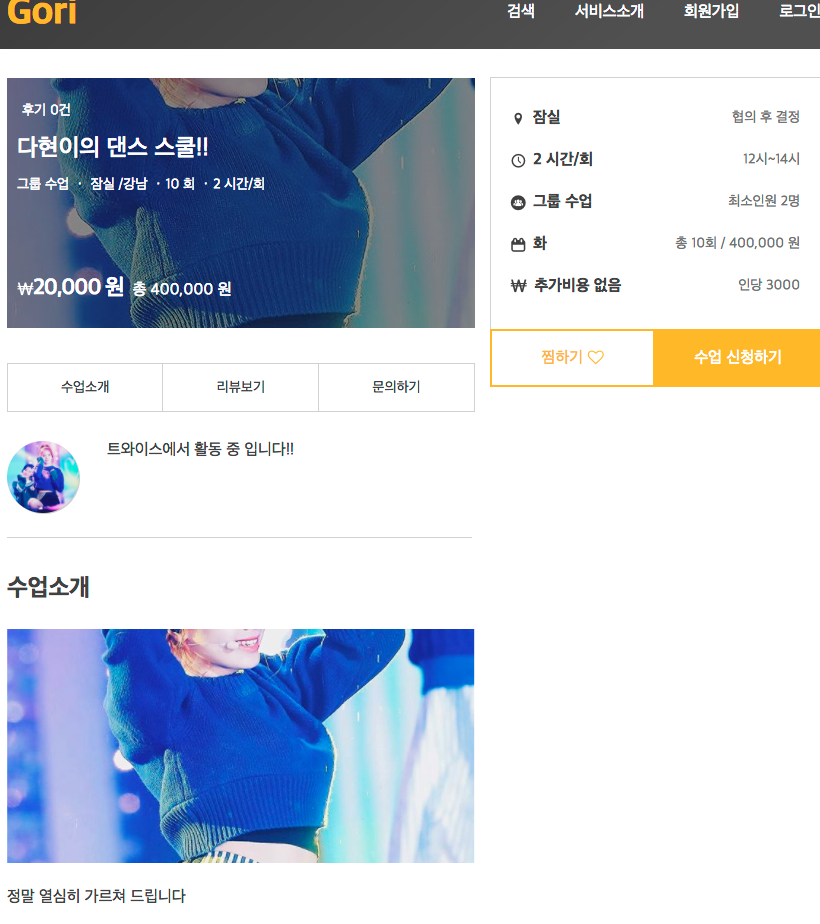 Gori
검색 서비스소개 회원가입 로그인
후기 0건
다현이의 댄스 스쿨!!
그룹 수업 · 잠실 /강남 · 10 회 · 2 시간/회
₩20,000 원 총 400,000 원
수업소개 리뷰보기 문의하기
트와이스에서 활동 중 입니다!!
수업소개
정말 열심히 가르쳐 드립니다
잠실 협의 후 결정
2 시간/회 12시~14시
그룹 수업 최소인원 2명
화 총 10회 / 400,000 원
₩ 추가비용 없음 인당 3000
찜하기 ♡ 수업 신청하기